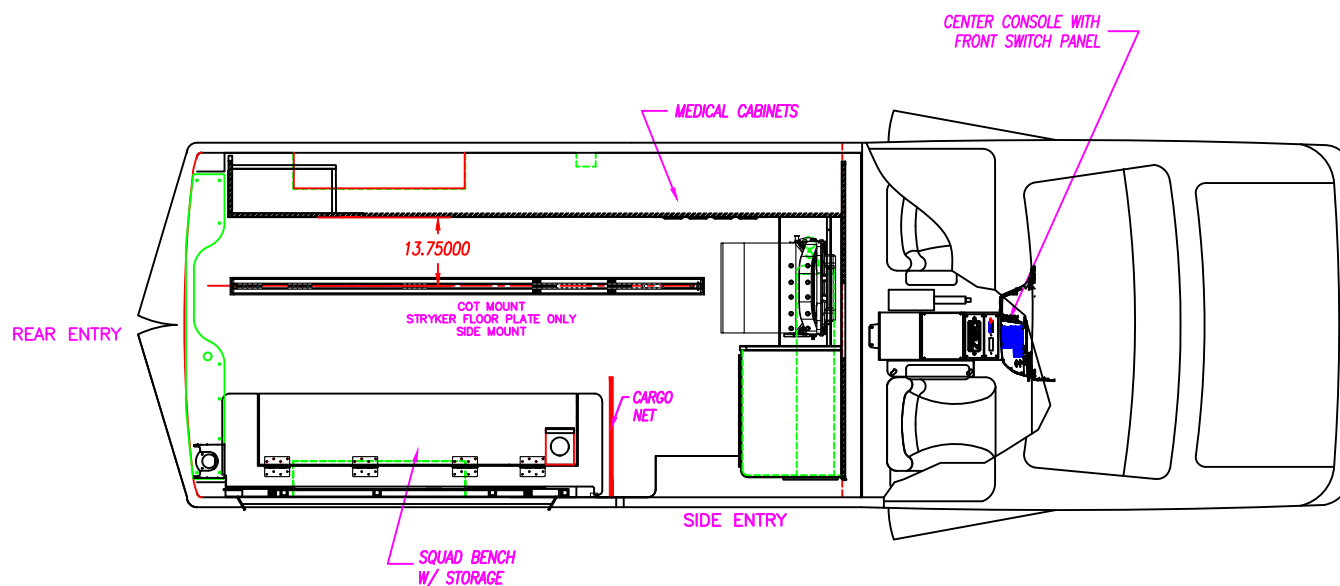 CENTER CONSOLE WITH
FRONT SWITCH PANEL
MEDICAL CABINETS
13.75000
COT MOUNT
STRYKER FLOOR PLATE ONLY
SIDE MOUNT
REAR ENTRY
CARGO
NET
SIDE ENTRY
SQUAD BENCH
W/ STORAGE